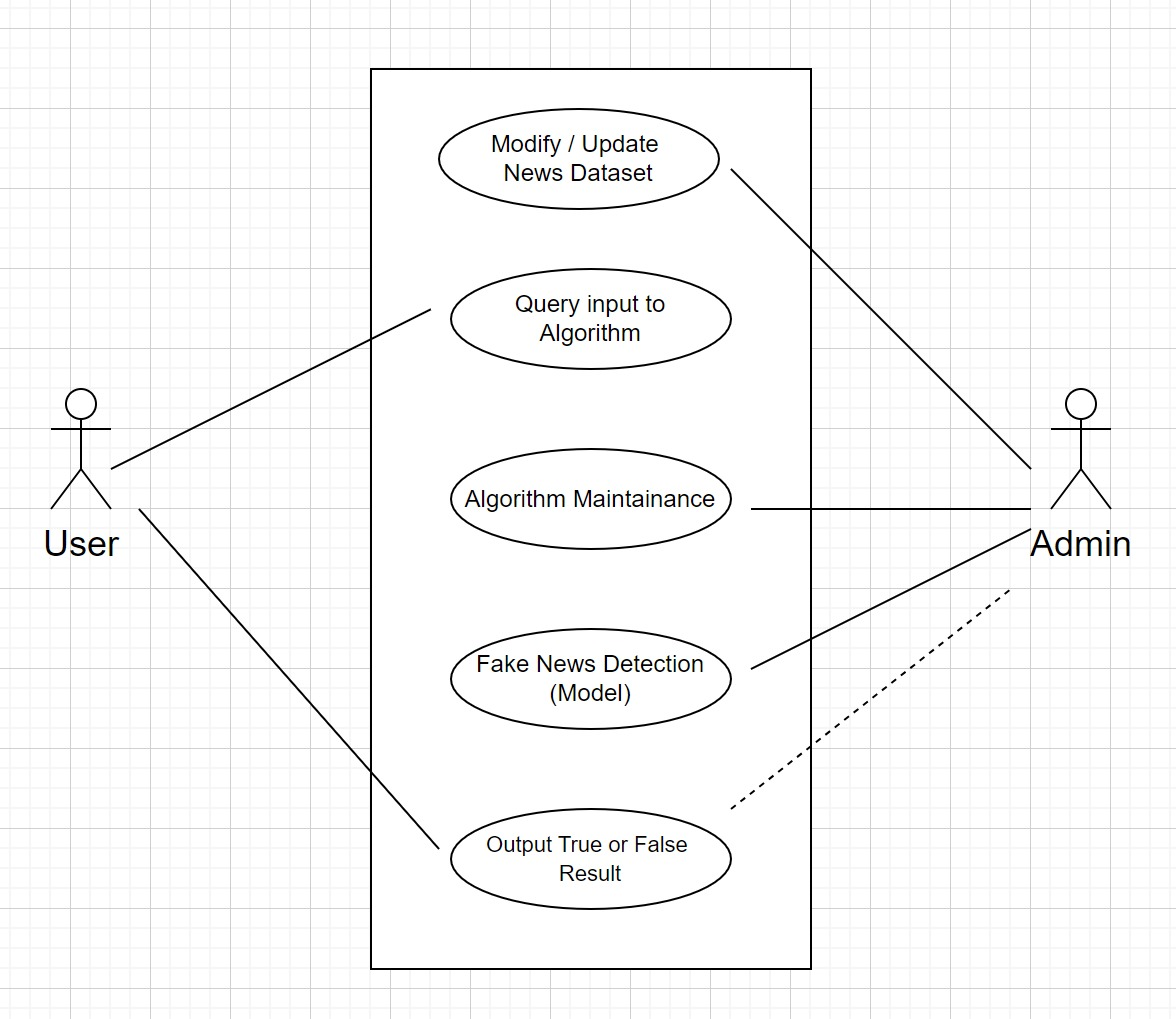 Modify / Update
News Dataset
Query input to
Algorithm
Algorithm Maintainance
User
Admin
Fake News Detection
(Model)
Output True or False
Result